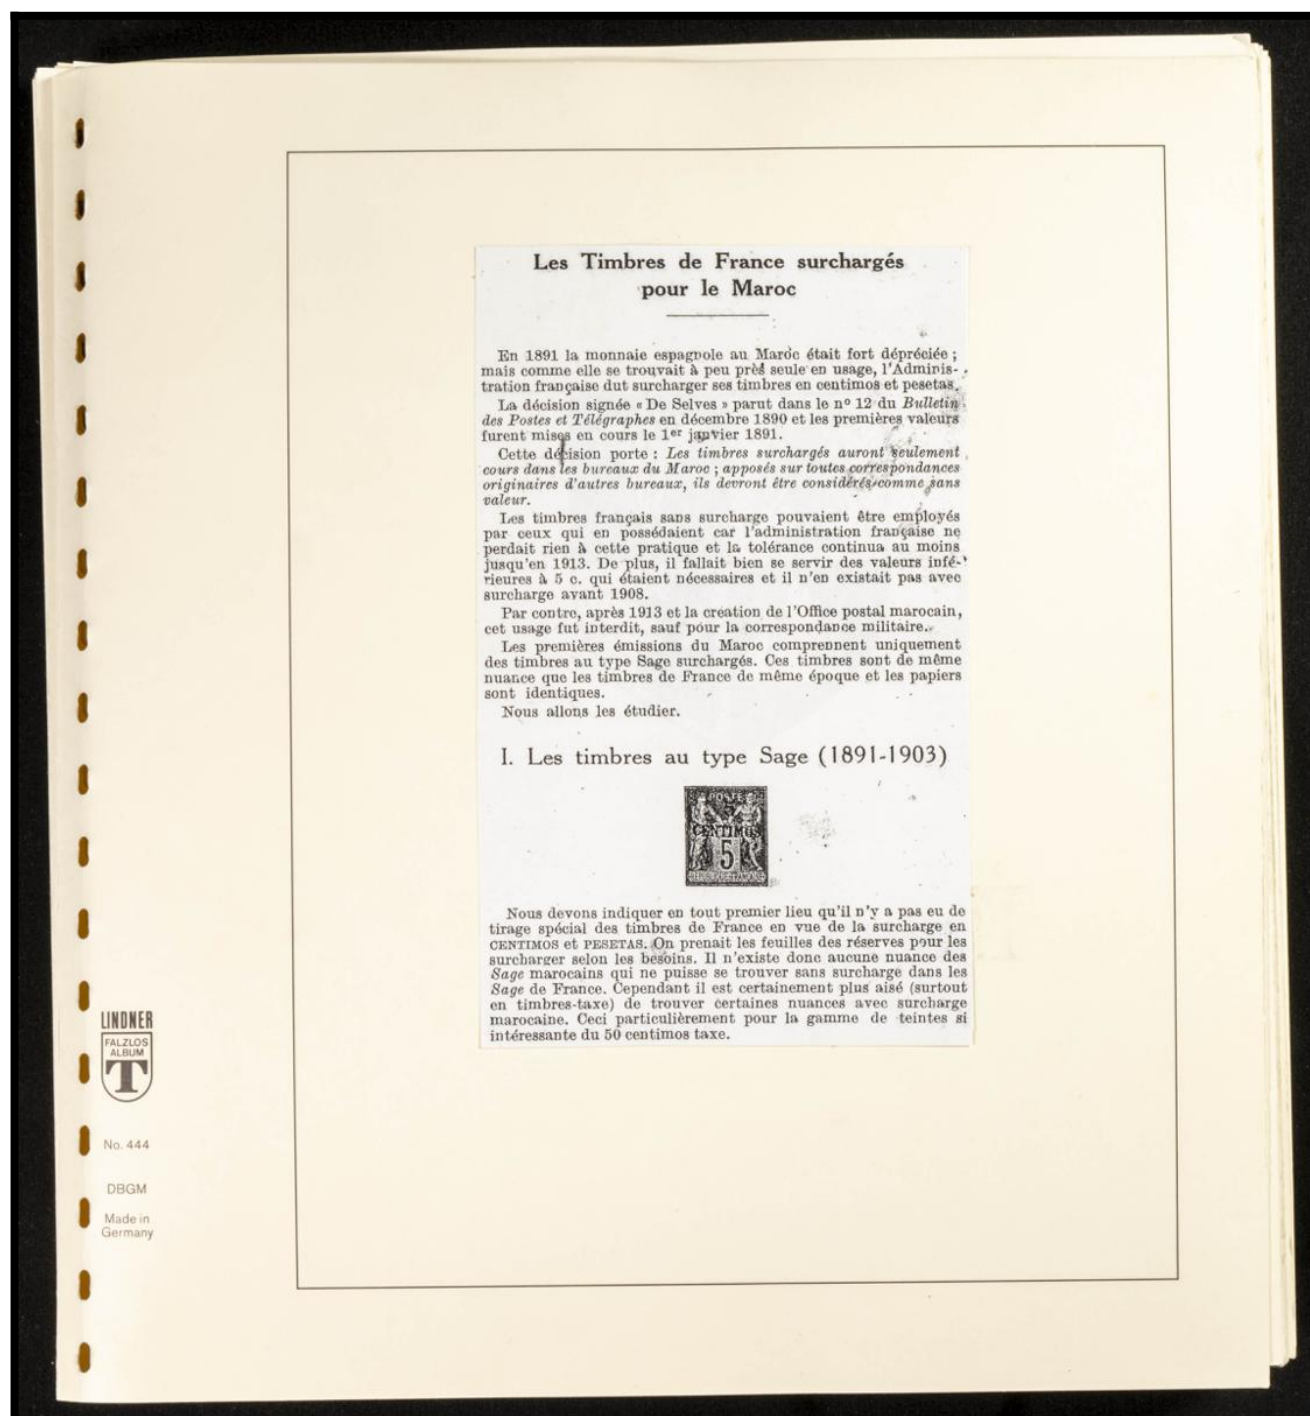 Les Timbres de France surchargés
pour le Maroc
En 1891 la monnaie espagnole au Maroc était fort dépréciée ;
mais comme elle se trouvait à peu près seule en usage, l'Adminis-
tration française dut surcharger ses timbres en centimos et pesetas.
La décision signée « De Selves » parut dans le nº 12 du Bulletin
des Postes et Télégraphes en décembre 1890 et les premières valeurs
furent mises en cours le 1er janvier 1891.
Cette décision porte : Les timbres surchargés auront seulement
cours dans les bureaux du Maroc ; apposés sur toutes correspondances
originaires d'autres bureaux, ils devront être considérés comme sans
valeur.
Les timbres français sans surcharge pouvaient être employés
par ceux qui en possédaient car l'administration française ne
perdait rien à cette pratique et la tolérance continua au moins
jusqu'en 1913. De plus, il fallait bien se servir des valeurs infé-
rieures à 5 c. qui étaient nécessaires et il n'en existait pas avec
surcharge avant 1908.
Par contre, après 1913 et la création de l'Office postal marocain,
cet usage fut interdit, sauf pour la correspondance militaire.
Les premières émissions du Maroc comprennent uniquement
des timbres au type Sage surchargés. Ces timbres sont de même
nuance que les timbres de France de même époque et les papiers
sont identiques.
Nous allons les étudier.
I. Les timbres au type Sage (1891-1903)
POSTE
5
CENTIMOS
5
Nous devons indiquer en tout premier lieu qu'il n'y a pas eu de
tirage spécial des timbres de France en vue de la surcharge en
CENTIMOS et PESETAS. On prenait les feuilles des réserves pour les
surcharger selon les besoins. Il n'existe donc aucune nuance des
Sage marocains qui ne puisse se trouver sans surcharge dans les
Sage de France. Cependant il est certainement plus aisé (surtout
en timbres-taxe) de trouver certaines nuances avec surcharge
marocaine. Ceci particulièrement pour la gamme de teintes si
intéressante du 50 centimos taxe.
LINDNER
FALZLOS
ALBUM
T
No. 444
DBGM
Made in
Germany